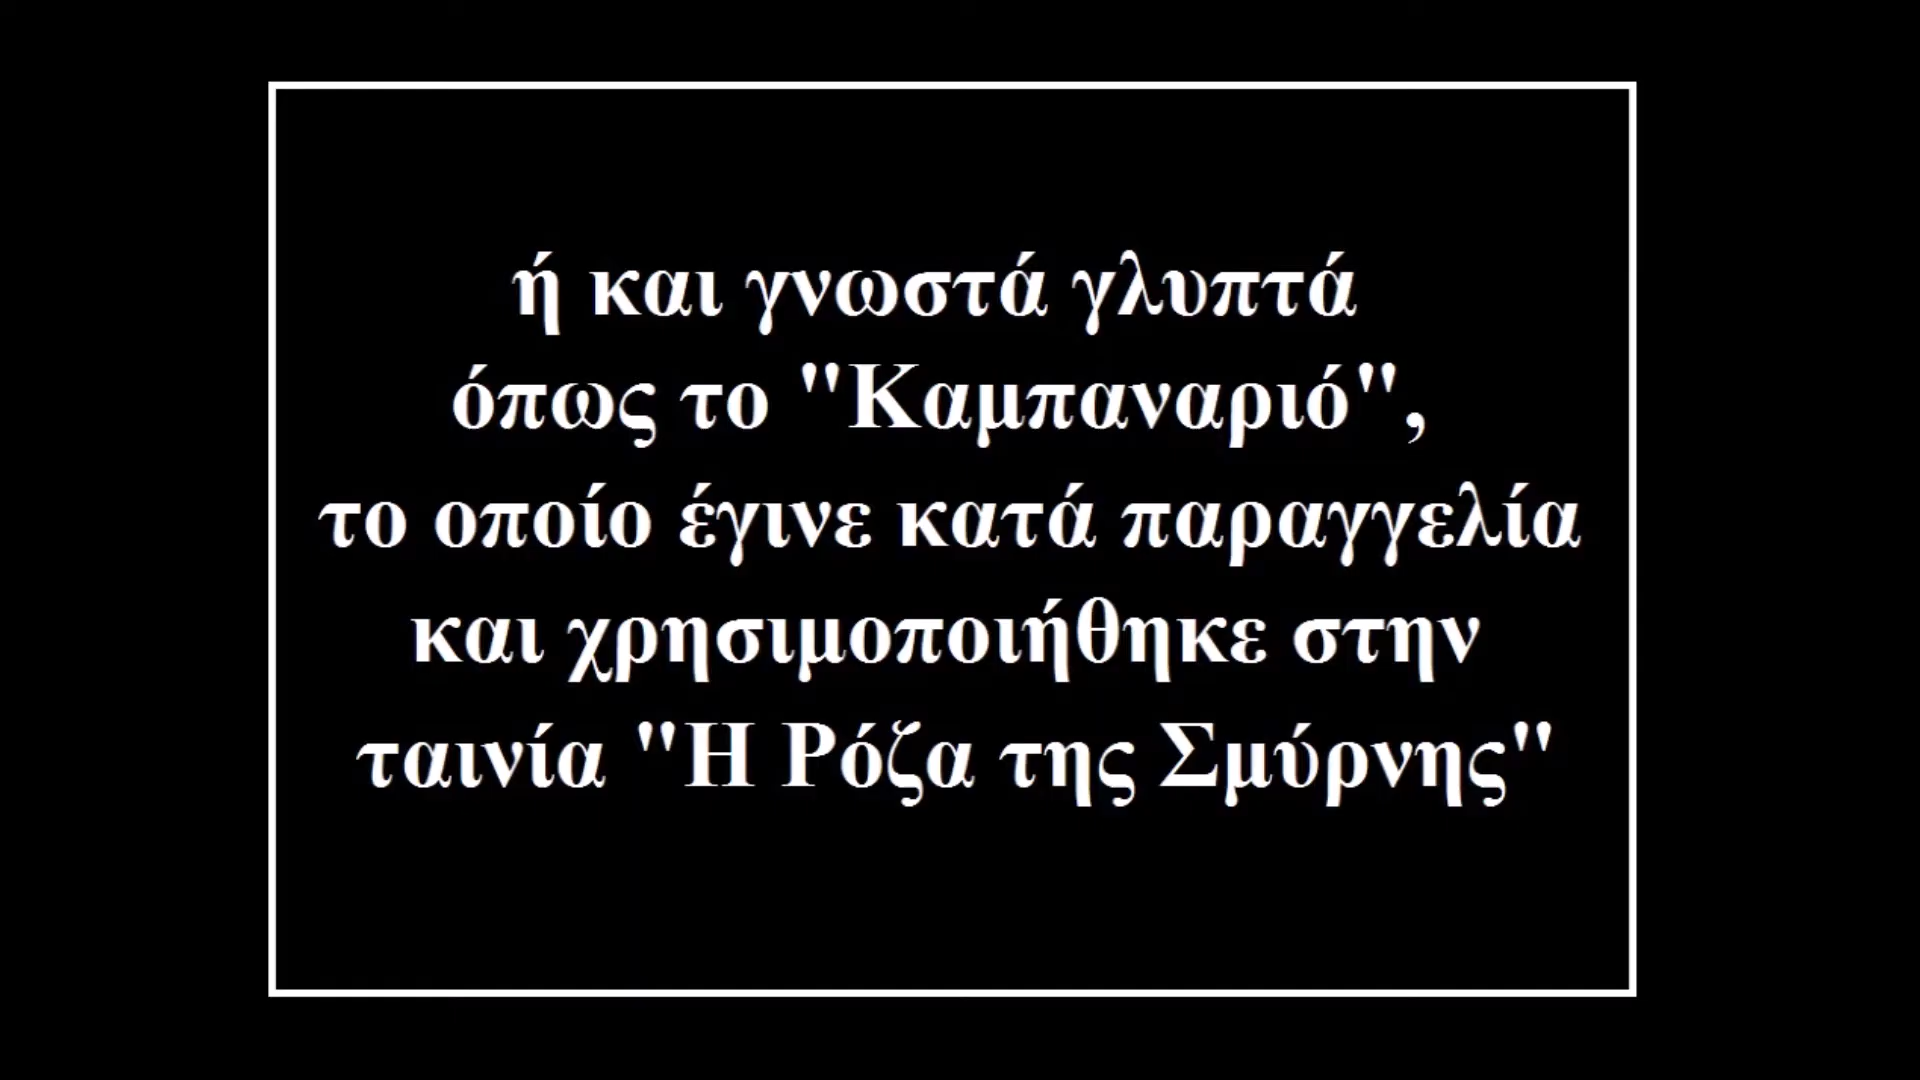 ή και γνωστά γλυπτά
όπως το "Καμπαναριό",
το οποίο έγινε κατά παραγγελία
και χρησιμοποιήθηκε στην
ταινία "Η Ρόζα της Σμύρνης"